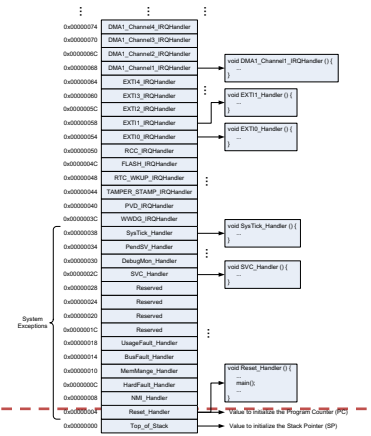 0x00000074 DMA1_Channel4_IRQHandler
0x00000070 DMA1_Channel3_IRQHandler
0x0000006C DMA1_Channel2_IRQHandler
0x00000068 DMA1_Channel1_IRQHandler
void DMA1_Channel1_IRQHandler () {
...
}
0x00000064 EXTI4_IRQHandler
0x00000060 EXTI3_IRQHandler
void EXTI1_Handler () {
...
}
0x0000005C EXTI2_IRQHandler
0x00000058 EXTI1_IRQHandler
0x00000054 EXTI0_IRQHandler
void EXTI0_Handler () {
...
}
0x00000050 RCC_IRQHandler
0x0000004C FLASH_IRQHandler
0x00000048 RTC_WKUP_IRQHandler
0x00000044 TAMPER_STAMP_IRQHandler
0x00000040 PVD_IRQHandler
0x0000003C WWDG_IRQHandler
0x00000038 SysTick_Handler
void SysTick_Handler () {
...
}
0x00000034 PendSV_Handler
0x00000030 DebugMon_Handler
0x0000002C SVC_Handler
void SVC_Handler () {
...
}
0x00000028 Reserved
0x00000024 Reserved
0x00000020 Reserved
0x0000001C Reserved
System
Exceptions
0x00000018 UsageFault_Handler
0x00000014 BusFault_Handler
0x00000010 MemMange_Handler
0x0000000C HardFault_Handler
0x00000008 NMI_Handler
void Reset_Handler () {
...
main();
...
}
0x00000004 Reset_Handler Value to initialize the Program Counter (PC)
0x00000000 Top_of_Stack Value to initialize the Stack Pointer (SP)